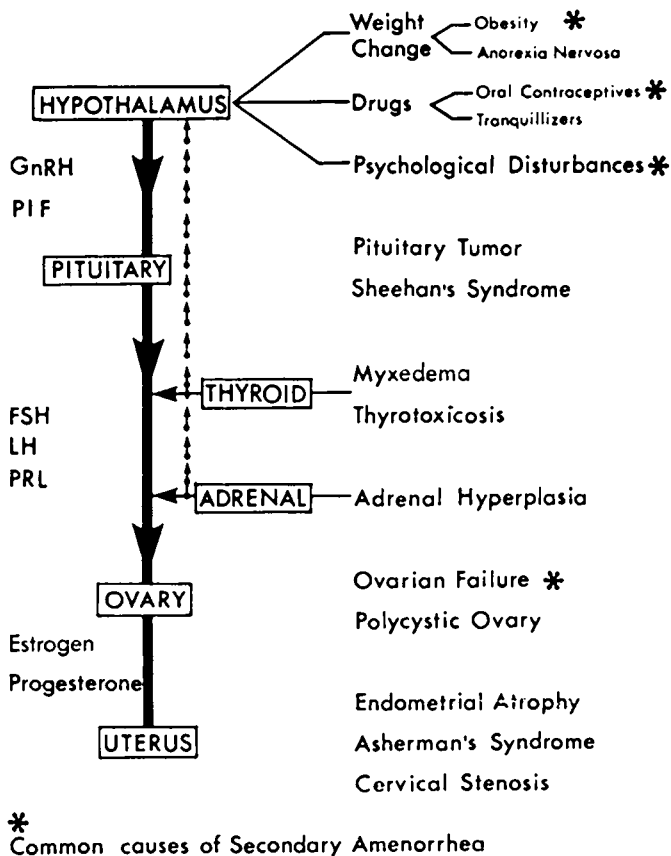 Weight Change
Obesity *
Anorexia Nervosa
HYPOTHALAMUS
Drugs
Oral Contraceptives *
Tranquillizers
GnRH
Psychological Disturbances *
PIF
Pituitary Tumor
PITUITARY
Sheehan's Syndrome
THYROID
Myxedema
Thyrotoxicosis
FSH
LH
PRL
ADRENAL
Adrenal Hyperplasia
Ovarian Failure *
OVARY
Polycystic Ovary
Estrogen
Progesterone
Endometrial Atrophy
UTERUS
Asherman's Syndrome
Cervical Stenosis
*
Common causes of Secondary Amenorrhea